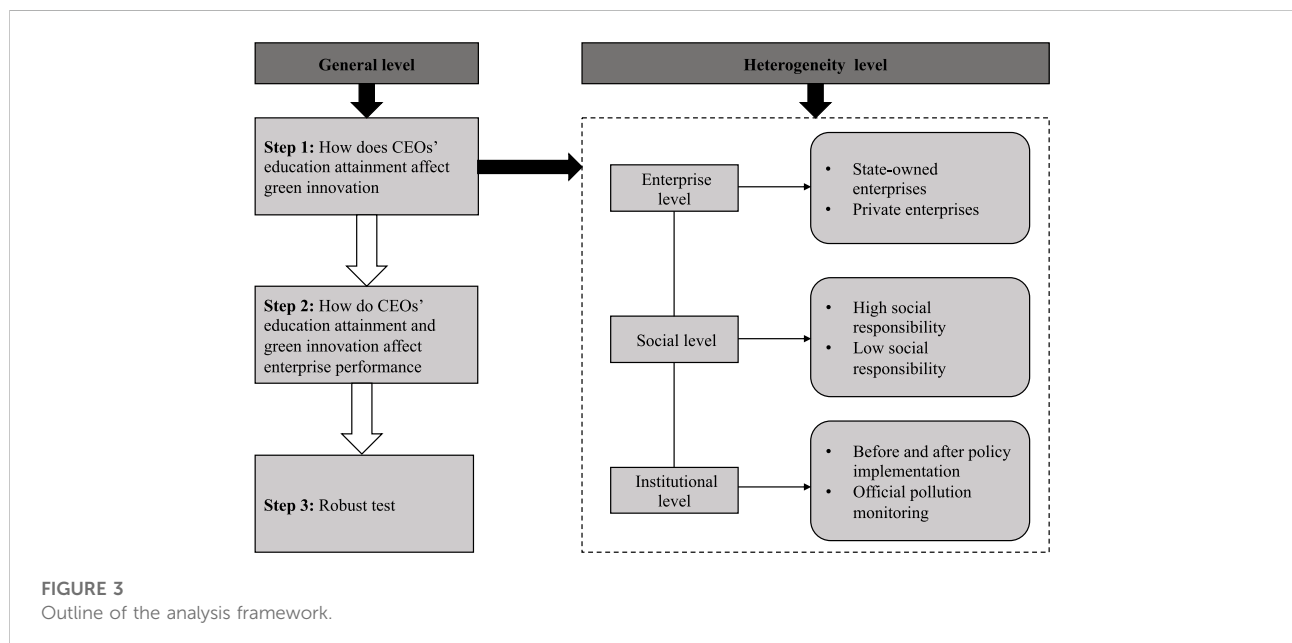 General level
Step 1: How does CEOs’
education attainment affect
green innovation
Step 2: How do CEOs’
education attainment and
green innovation affect
enterprise performance
Step 3: Robust test
Heterogeneity level
Enterprise
level
• State-owned
enterprises
• Private enterprises
Social level
• High social
responsibility
• Low social
responsibility
Institutional
level
• Before and after policy
implementation
• Official pollution
monitoring
FIGURE 3
Outline of the analysis framework.